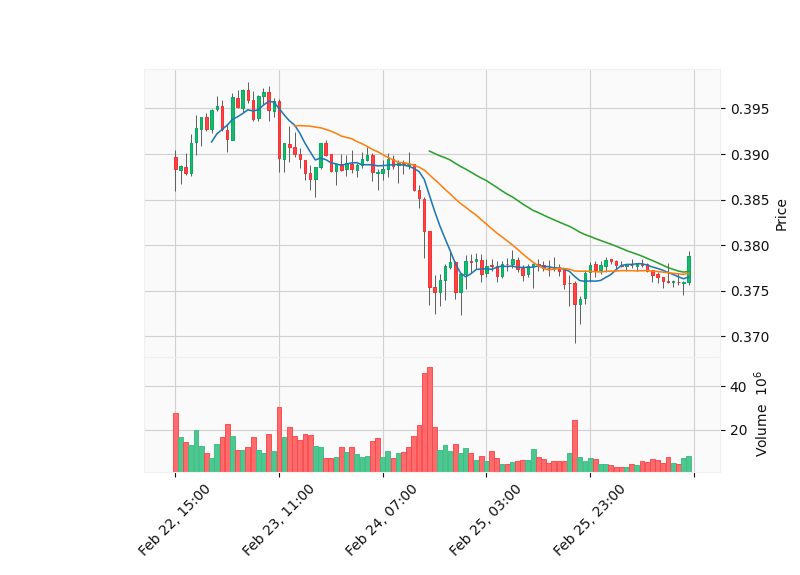 0.395
0.390
0.385
0.380
0.375
0.370
Price
40
20
Volume 10^6
Feb 22, 15:00
Feb 23, 11:00
Feb 24, 07:00
Feb 25, 03:00
Feb 25, 23:00